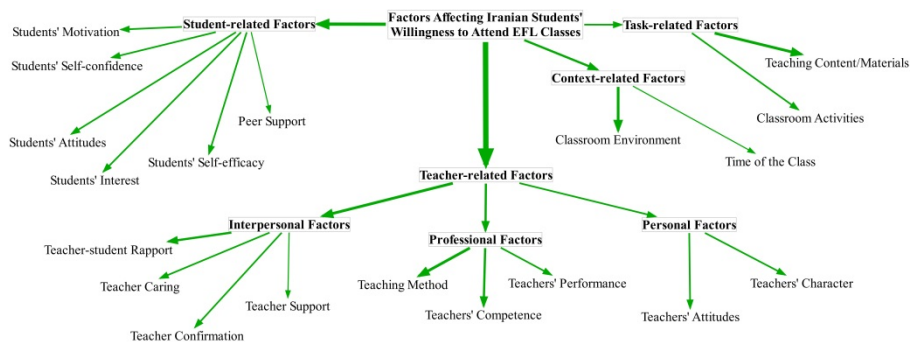 Factors Affecting Iranian Students'
Willingness to Attend EFL Classes
Student-related Factors
Task-related Factors
Students' Motivation
Students' Self-confidence
Teaching Content/Materials
Context-related Factors
Peer Support
Classroom Activities
Students' Attitudes
Classroom Environment
Students' Self-efficacy
Time of the Class
Students' Interest
Teacher-related Factors
Interpersonal Factors
Professional Factors
Personal Factors
Teacher-student Rapport
Teaching Method
Teachers' Performance
Teachers' Character
Teacher Caring
Teacher Support
Teachers' Competence
Teachers' Attitudes
Teacher Confirmation